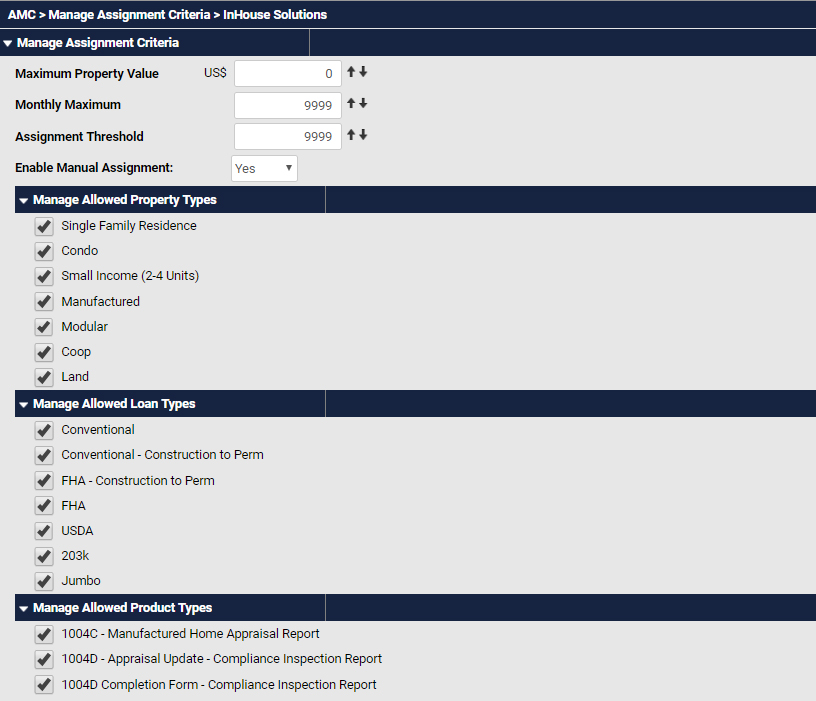 AMC > Manage Assignment Criteria > InHouse Solutions
Manage Assignment Criteria
Maximum Property Value US$ 0
Monthly Maximum 9999
Assignment Threshold 9999
Enable Manual Assignment: Yes
Manage Allowed Property Types
Single Family Residence
Condo
Small Income (2-4 Units)
Manufactured
Modular
Coop
Land
Manage Allowed Loan Types
Conventional
Conventional - Construction to Perm
FHA - Construction to Perm
FHA
USDA
203k
Jumbo
Manage Allowed Product Types
1004C - Manufactured Home Appraisal Report
1004D - Appraisal Update - Compliance Inspection Report
1004D Completion Form - Compliance Inspection Report